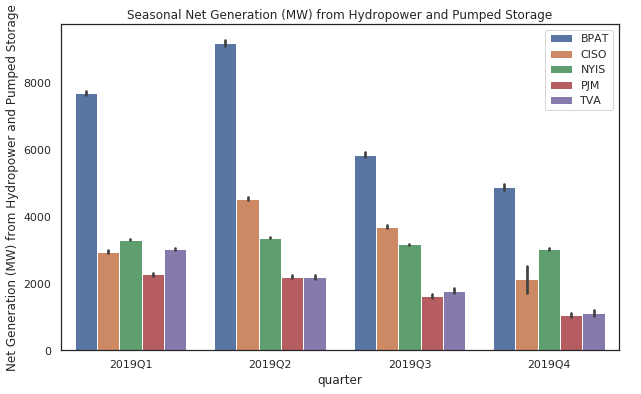 Seasonal Net Generation (MW) from Hydropower and Pumped Storage
Net Generation (MW) from Hydropower and Pumped Storage
8000
6000
4000
2000
0
BPAT
CISO
NYIS
PJM
TVA
2019Q1
2019Q2
2019Q3
2019Q4
quarter